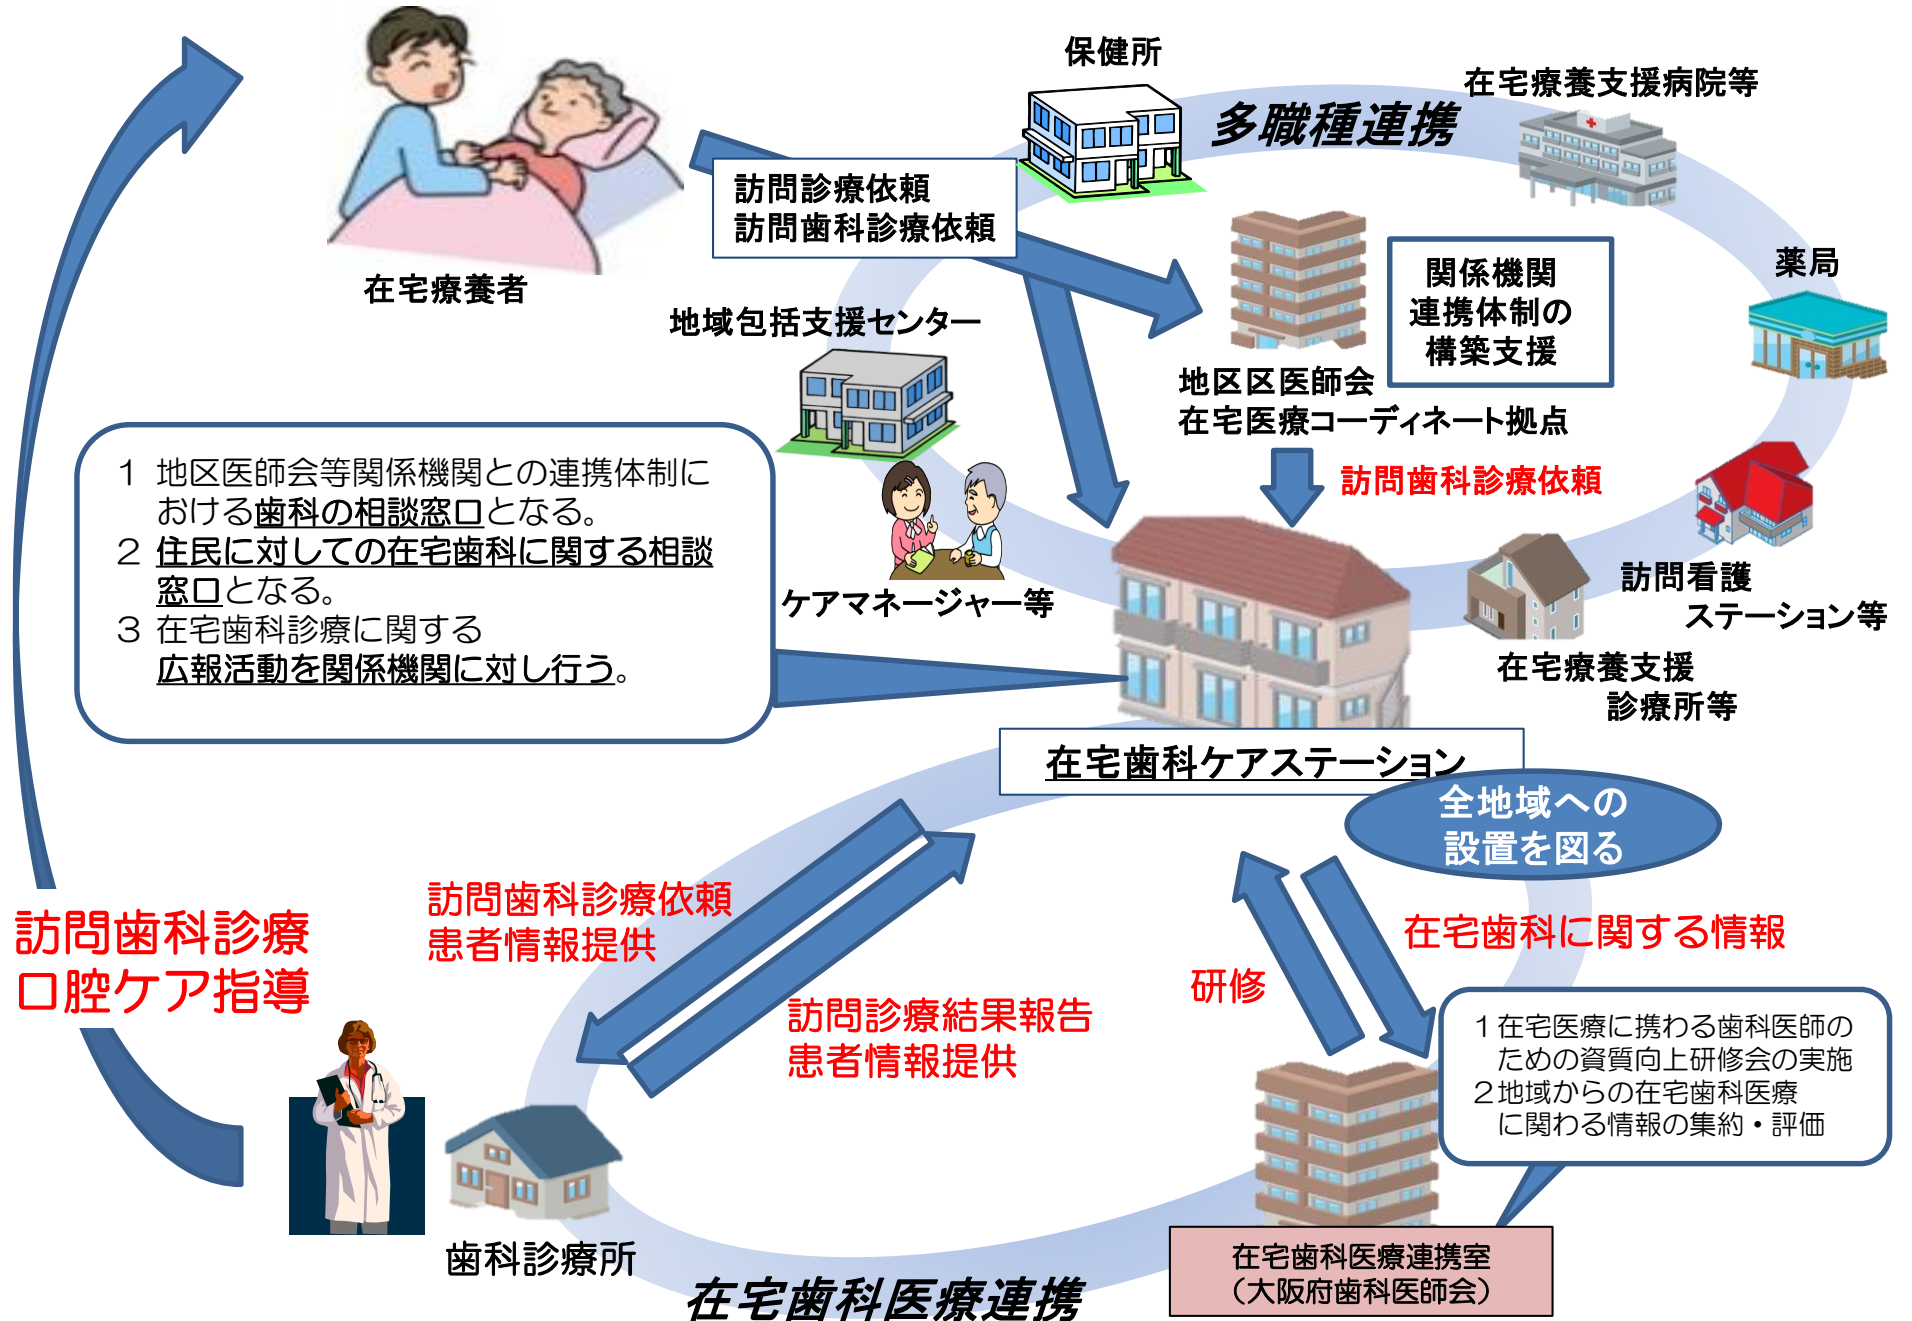 保健所
在宅療養支援病院等
多職種連携
訪問診療依頼
訪問歯科診療依頼
在宅療養者
薬局
関係機関
連携体制の
構築支援
地域包括支援センター
地区区医師会
在宅医療コーディネート拠点
訪問歯科診療依頼
1 地区医師会等関係機関との連携体制に
おける歯科の相談窓口となる。
2 住民に対しての在宅歯科に関する相談
窓口となる。
3 在宅歯科診療に関する
広報活動を関係機関に対し行う。
ケアマネージャー等
訪問看護
ステーション等
在宅療養支援
診療所等
在宅歯科ケアステーション
全地域への
設置を図る
訪問歯科診療依頼
患者情報提供
訪問歯科診療
口腔ケア指導
在宅歯科に関する情報
研修
訪問診療結果報告
患者情報提供
1在宅医療に携わる歯科医師の
ための資質向上研修会の実施
2地域からの在宅歯科医療
に関わる情報の集約・評価
歯科診療所
在宅歯科医療連携室
(大阪府歯科医師会)
在宅歯科医療連携